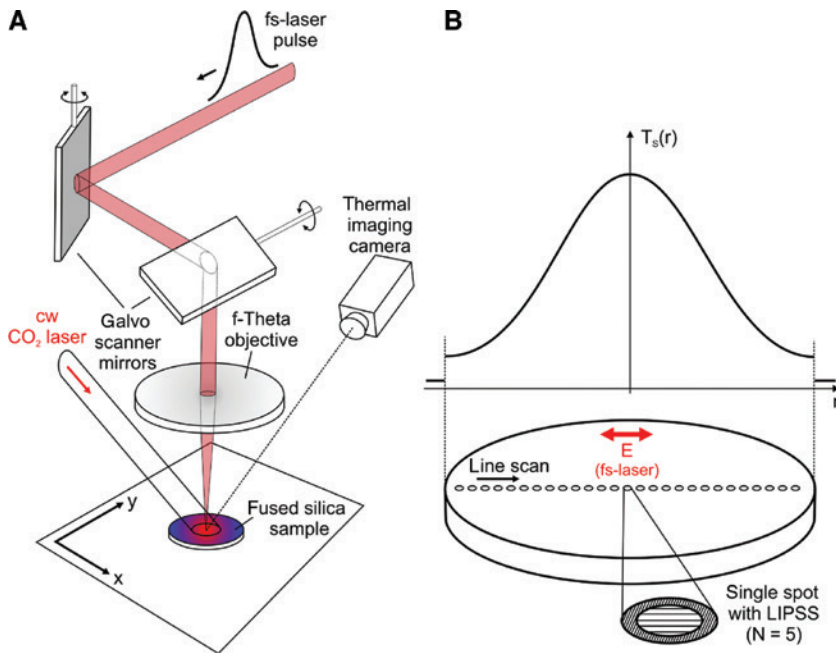 A
fs-laser
pulse
Thermal
imaging
camera
Galvo
scanner
mirrors
f-Theta
objective
cw
CO₂ laser
Fused silica
sample
y
x
B
Tₛ(r)
r
Line scan
E
(fs-laser)
Single spot
with LIPSS
(N = 5)